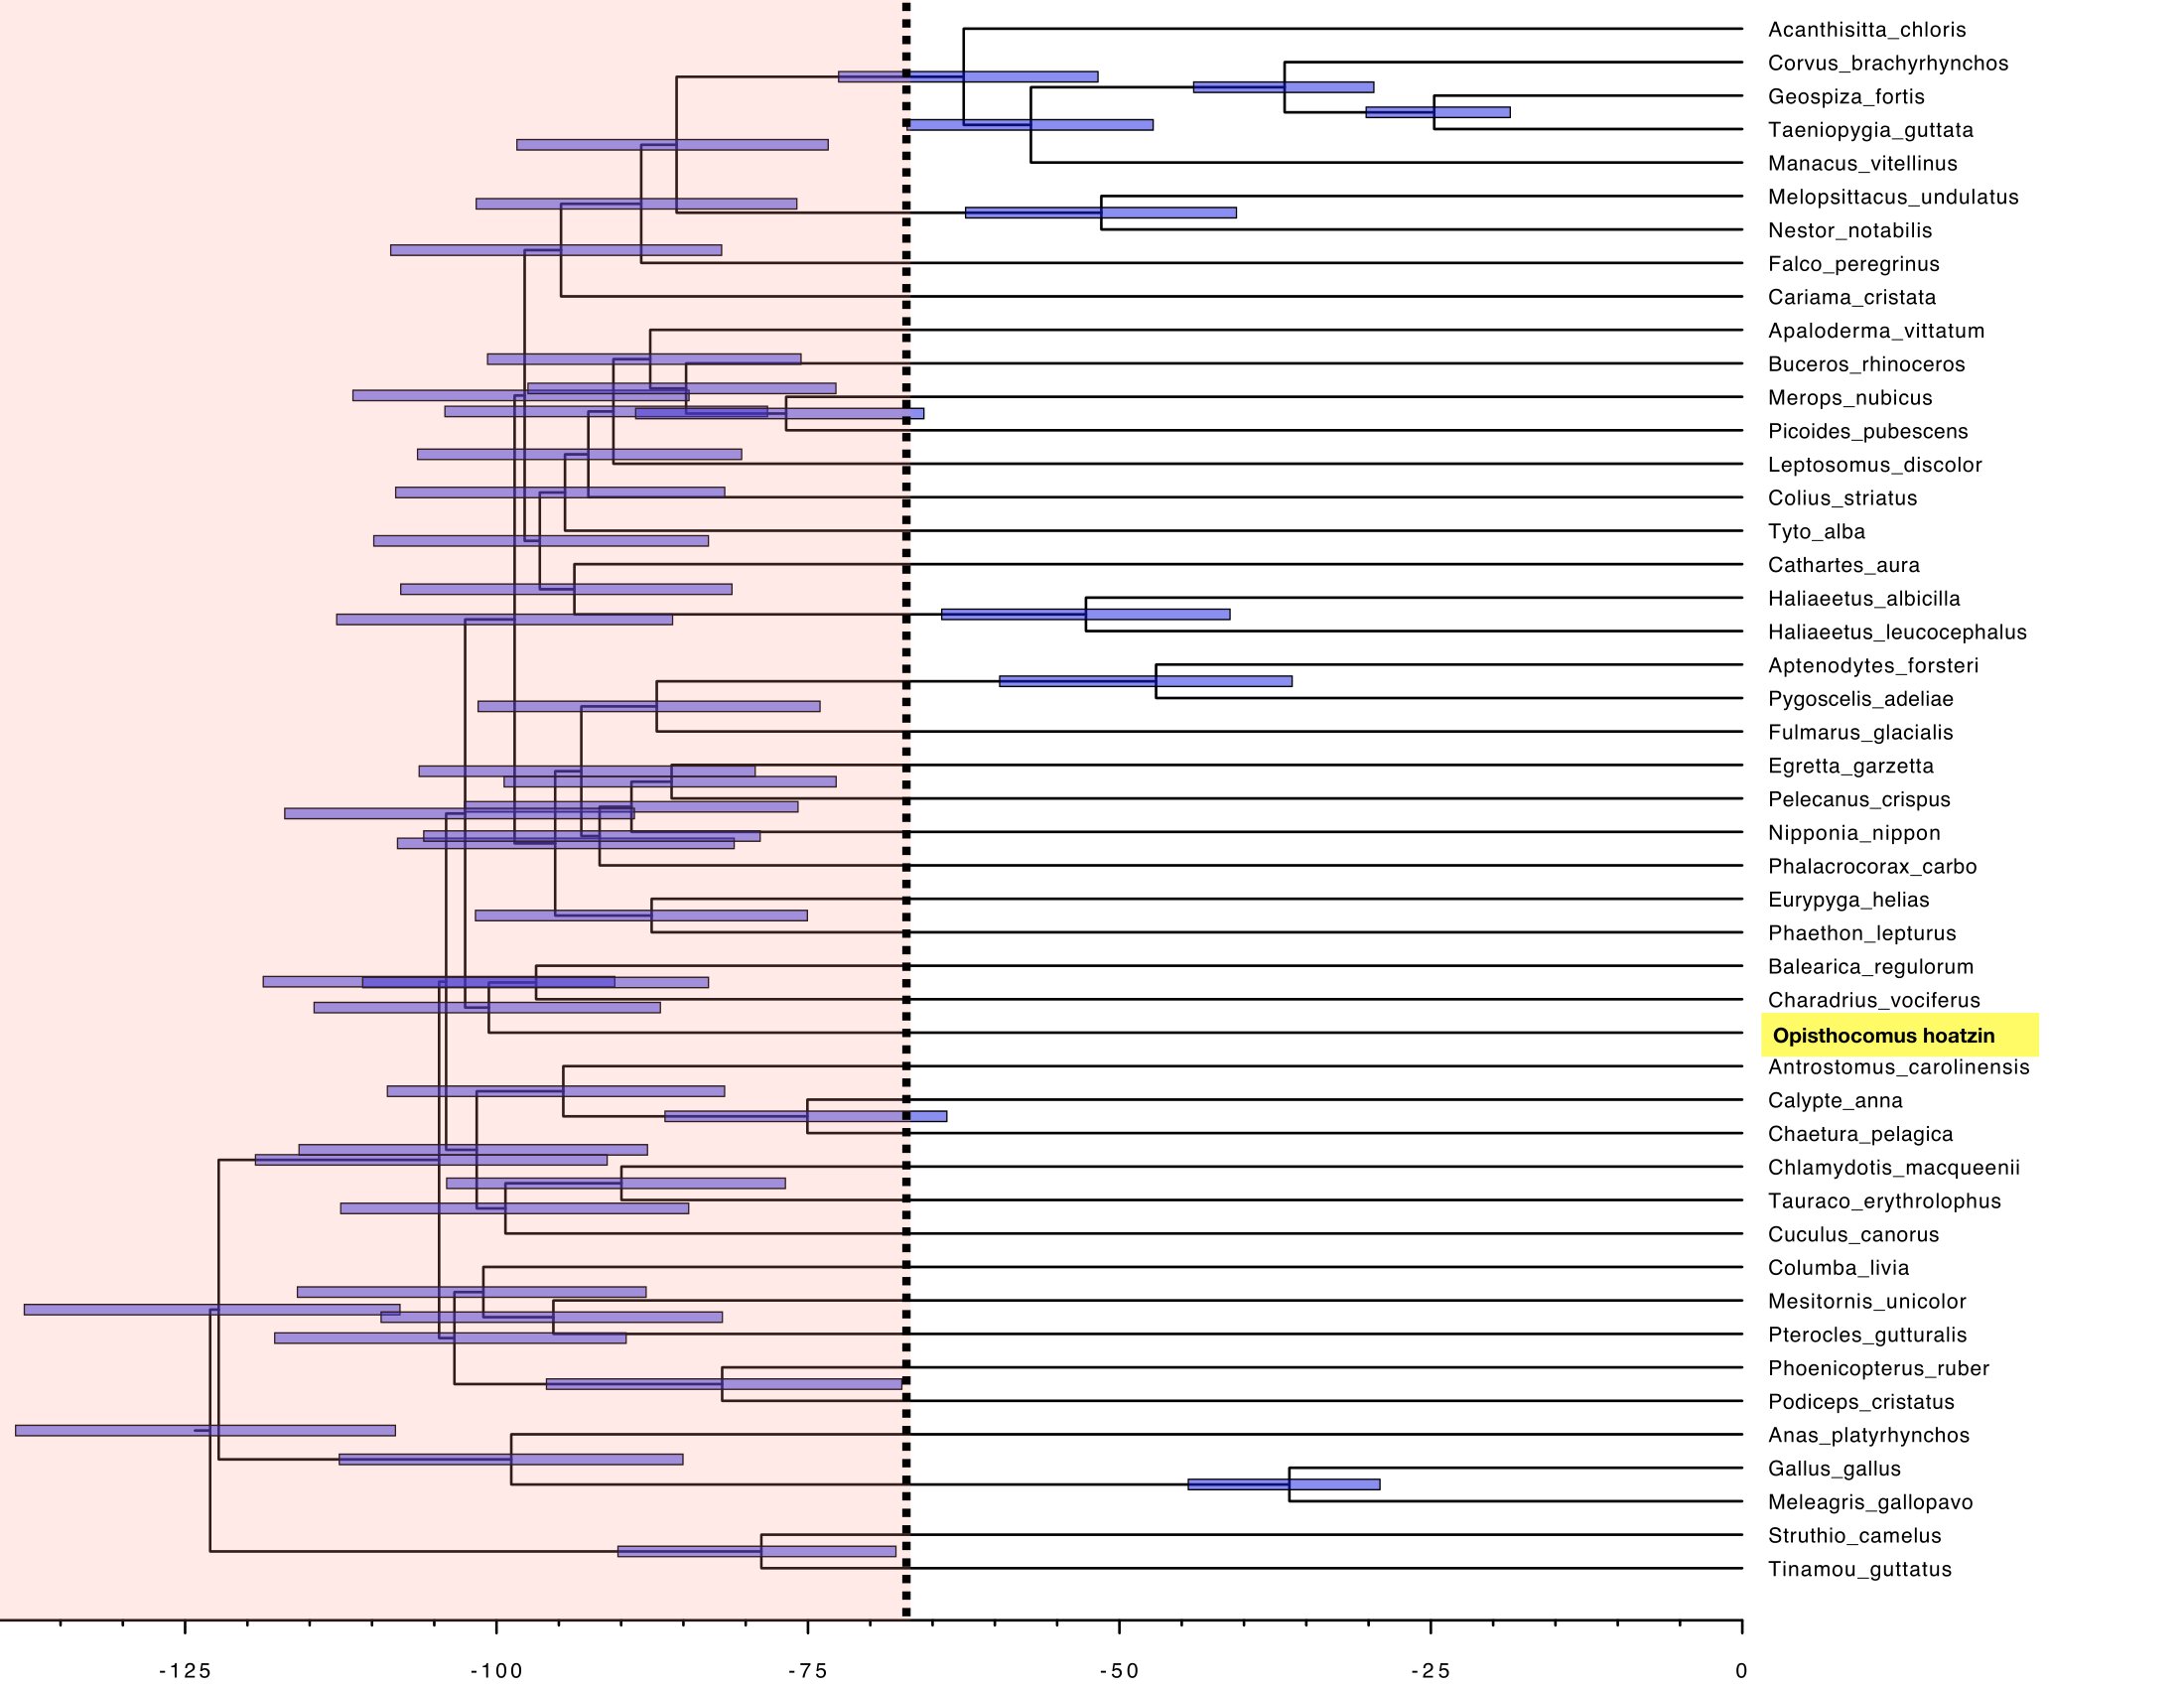 Acanthisitta_chloris
Corvus_brachyrhynchos
Geospiza_fortis
Taeniopygia_guttata
Manacus_vitellinus
Melopsittacus_undulatus
Nestor_notabilis
Falco_peregrinus
Cariama_cristata
Apaloderma_vittatum
Buceros_rhinoceros
Merops_nubicus
Picoides_pubescens
Leptosomus_discolor
Colius_striatus
Tyto_alba
Cathartes_aura
Haliaeetus_albicilla
Haliaeetus_leucocephalus
Aptenodytes_forsteri
Pygoscelis_adeliae
Fulmarus_glacialis
Egretta_garzetta
Pelecanus_crispus
Nipponia_nippon
Phalacrocorax_carbo
Eurypyga_helias
Phaethon_lepturus
Balearica_regulorum
Charadrius_vociferus
Opisthocomus hoatzin
Antrostomus_carolinensis
Calypte_anna
Chaetura_pelagica
Chlamydotis_macqueenii
Tauraco_erythrolophus
Cuculus_canorus
Columba_livia
Mesitornis_unicolor
Pterocles_gutturalis
Phoenicopterus_ruber
Podiceps_cristatus
Anas_platyrhynchos
Gallus_gallus
Meleagris_gallopavo
Struthio_camelus
Tinamou_guttatus
-125 -100 -75 -50 -25 0